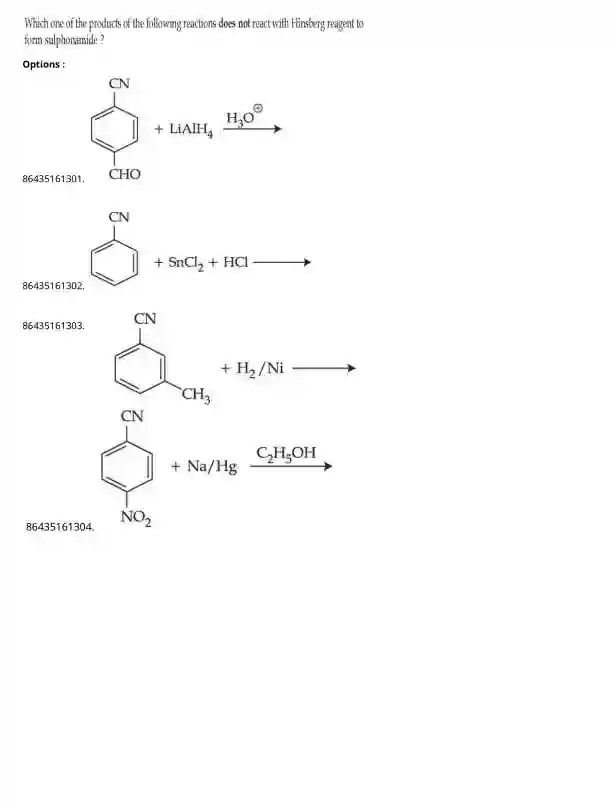 Which one of the products of the following reactions does not react with Hinsberg reagent to
form sulphonamide ?
Options :
CN
+ LiAlH4 H3O⊕
CHO
86435161301.
CN
+ SnCl2 + HCl
86435161302.
86435161303.
CN
+ H2/Ni
CH3
CN
+ Na/Hg C2H5OH
NO2
86435161304.